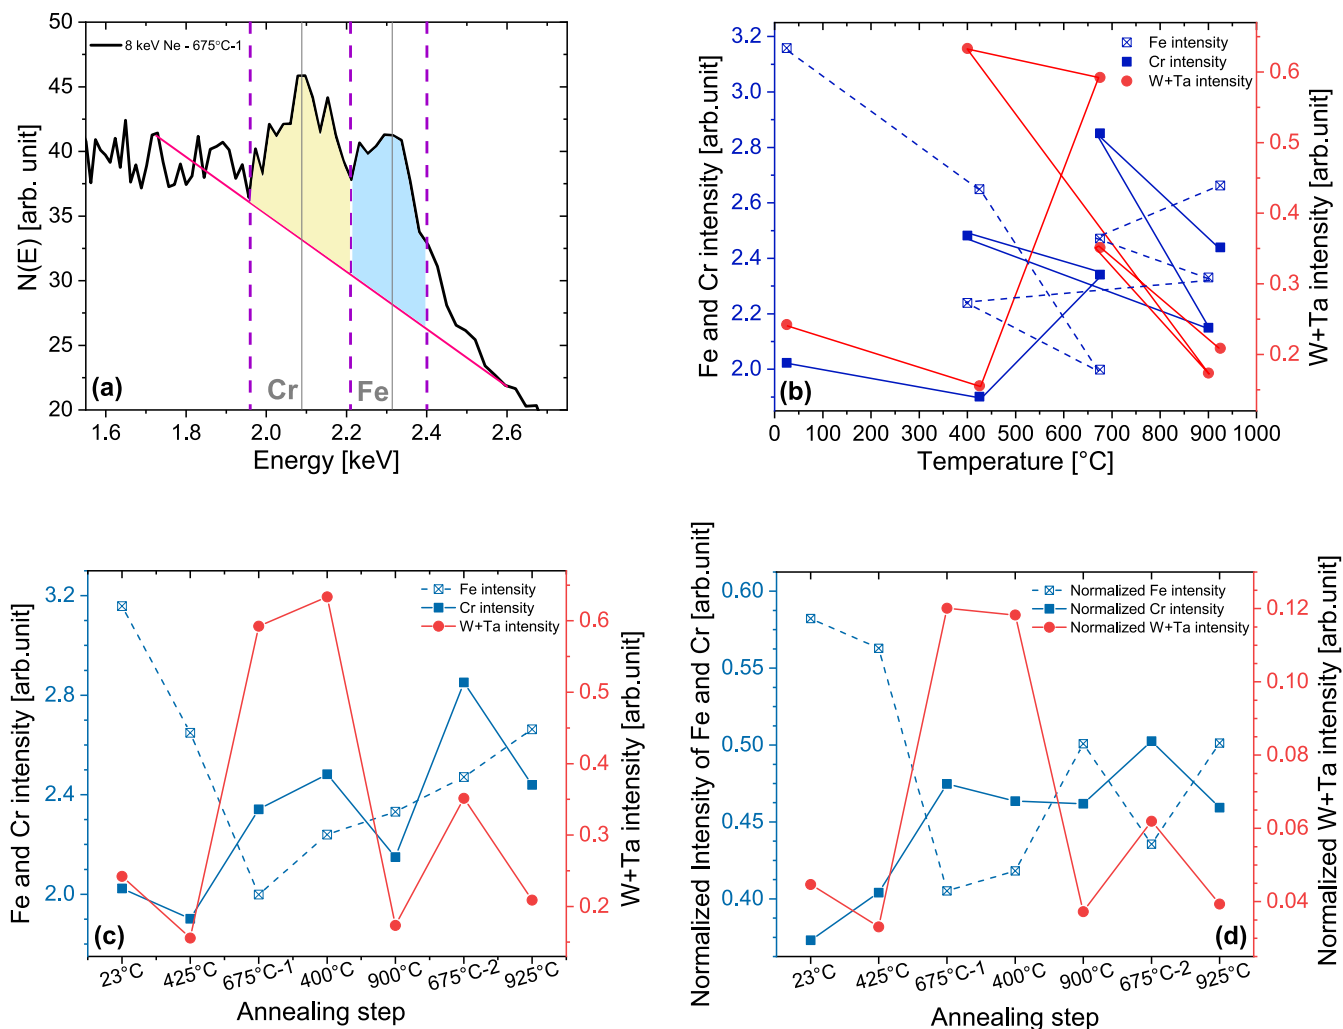 50
45
40
35
30
25
20
N(E) [arb. unit]
8 keV Ne - 675°C-1
(a)
Cr
Fe
1.6
1.8
2.0
2.2
2.4
2.6
Energy [keV]
3.2
3.0
2.8
2.6
2.4
2.2
2.0
Fe and Cr intensity [arb.unit]
Fe intensity
Cr intensity
W+Ta intensity
0.6
0.5
0.4
0.3
0.2
W+Ta intensity [arb.unit]
(b)
0 100 200 300 400 500 600 700 800 900 1000
Temperature [°C]
3.2
2.8
2.4
2.0
Fe and Cr intensity [arb.unit]
Fe intensity
Cr intensity
W+Ta intensity
0.6
0.5
0.4
0.3
0.2
W+Ta intensity [arb.unit]
(c)
23°C
425°C
675°C-1
400°C
900°C
675°C-2
925°C
Annealing step
0.60
0.55
0.50
0.45
0.40
Normalized Intensity of Fe and Cr) [arb.unit]
Normalized Fe intensity
Normalized Cr intensity
Normalized W+Ta intensity
0.12
0.10
0.08
0.06
0.04
Normalized W+Ta intensity [arb.unit]
(d)
23°C
425°C
675°C-1
400°C
900°C
675°C-2
925°C
Annealing step